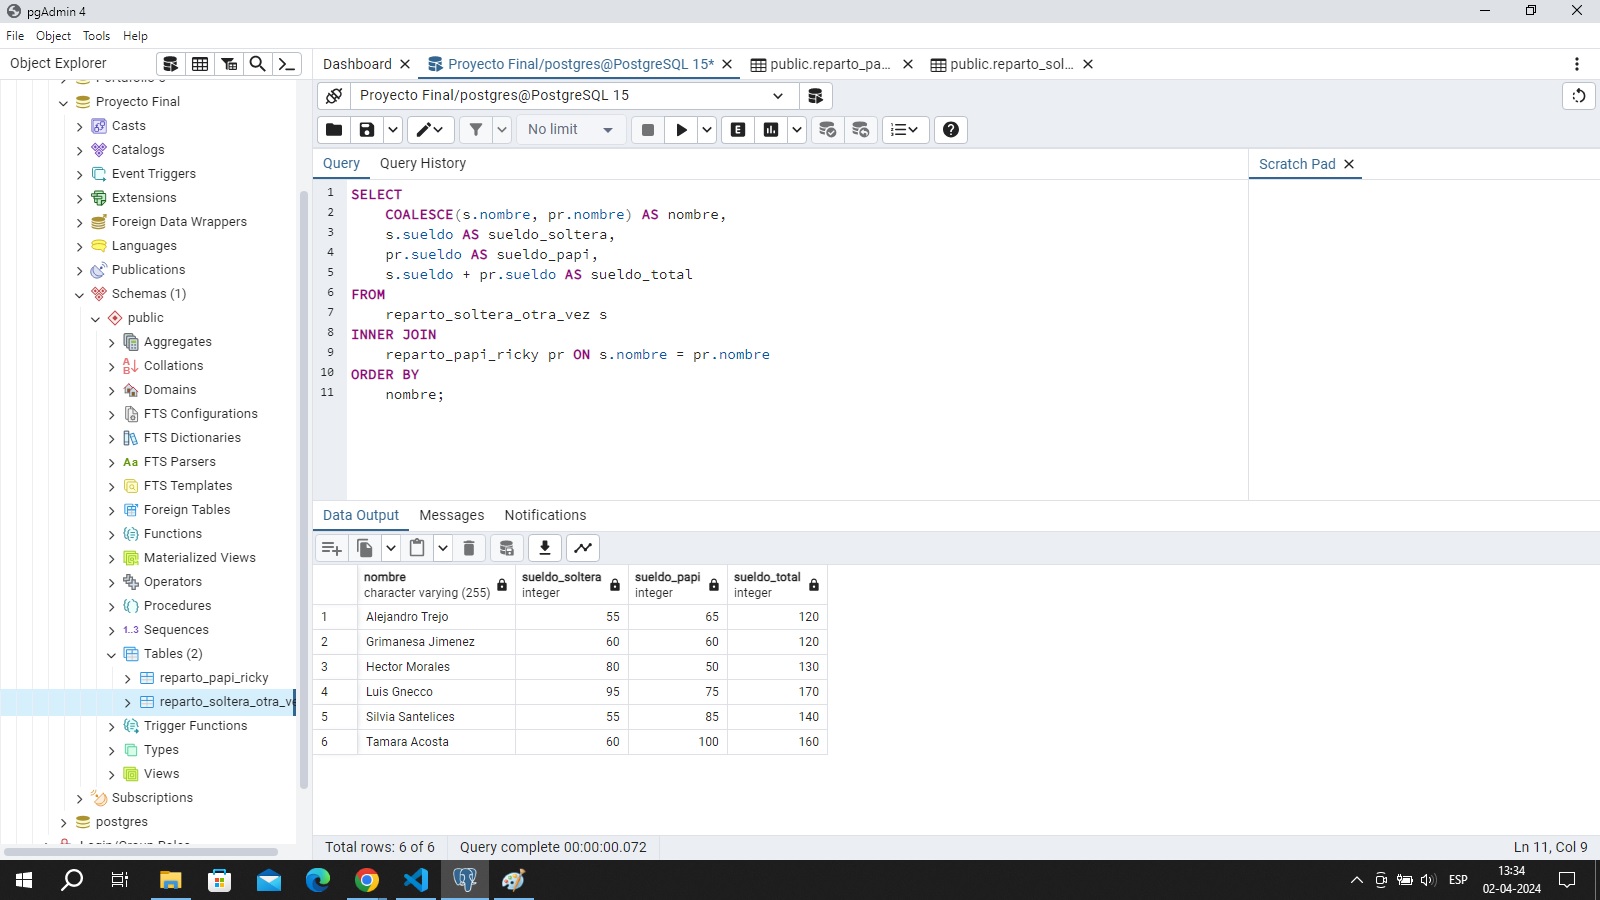 pgAdmin 4
File Object Tools Help
Object Explorer
Dashboard
Proyecto Final/postgres@PostgreSQL 15*
public.reparto_pa...
public.reparto_sol...
Proyecto Final/postgres@PostgreSQL 15
No limit
E
Query
Query History
Scratch Pad
Proyecto Final
Casts
Catalogs
Event Triggers
Extensions
Foreign Data Wrappers
Languages
Publications
Schemas (1)
public
Aggregates
Collations
Domains
FTS Configurations
FTS Dictionaries
Aa FTS Parsers
FTS Templates
Foreign Tables
Functions
Materialized Views
Operators
Procedures
1..3 Sequences
Tables (2)
reparto_papi_ricky
reparto_soltera_otra_ve
Trigger Functions
Types
Views
Subscriptions
postgres
1 SELECT
2 COALESCE(s.nombre, pr.nombre) AS nombre,
3 s.sueldo AS sueldo_soltera,
4 pr.sueldo AS sueldo_papi,
5 s.sueldo + pr.sueldo AS sueldo_total
6 FROM
7 reparto_soltera_otra_vez s
8 INNER JOIN
9 reparto_papi_ricky pr ON s.nombre = pr.nombre
10 ORDER BY
11 nombre;
Data Output Messages Notifications
nombre sueldo_soltera sueldo_papi sueldo_total
character varying (255) integer integer integer
1 Alejandro Trejo 55 65 120
2 Grimanesa Jimenez 60 60 120
3 Hector Morales 80 50 130
4 Luis Gnecco 95 75 170
5 Silvia Santelices 55 85 140
6 Tamara Acosta 60 100 160
Total rows: 6 of 6 Query complete 00:00:00.072 Ln 11, Col 9
ESP
13:34
02-04-2024